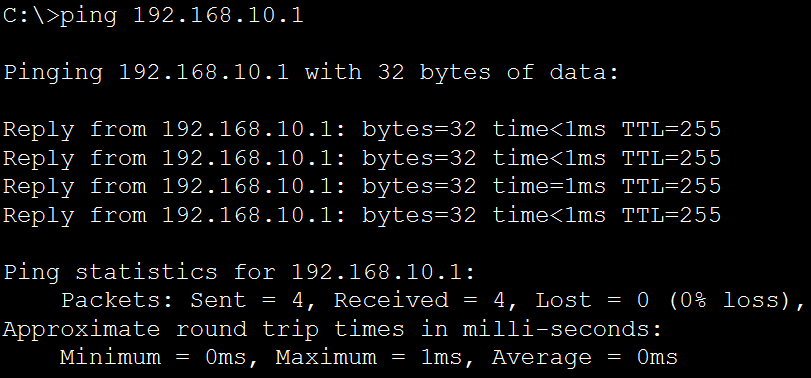 C:\>ping 192.168.10.1
Pinging 192.168.10.1 with 32 bytes of data:
Reply from 192.168.10.1: bytes=32 time<1ms TTL=255
Reply from 192.168.10.1: bytes=32 time<1ms TTL=255
Reply from 192.168.10.1: bytes=32 time=1ms TTL=255
Reply from 192.168.10.1: bytes=32 time<1ms TTL=255
Ping statistics for 192.168.10.1:
    Packets: Sent = 4, Received = 4, Lost = 0 (0% loss),
Approximate round trip times in milli-seconds:
    Minimum = 0ms, Maximum = 1ms, Average = 0ms